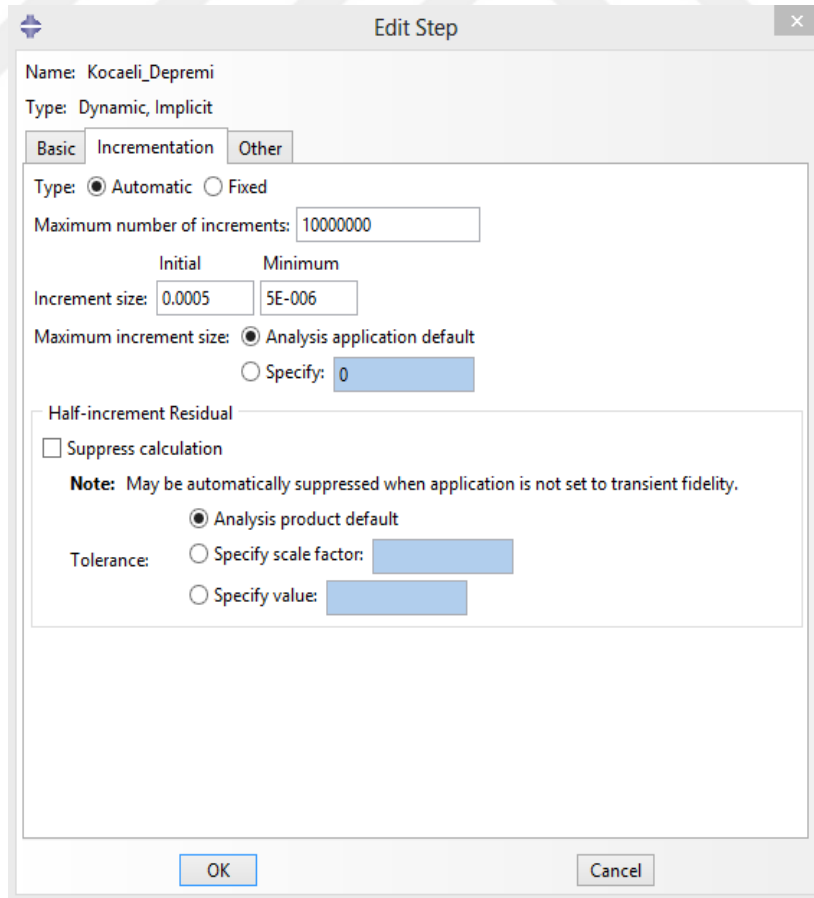 Edit Step
Name: Kocaeli_Depremi
Type: Dynamic, Implicit
Basic Incrementation Other
Type: Automatic Fixed
Maximum number of increments: 10000000
Initial Minimum
Increment size: 0.0005 5E-006
Maximum increment size: Analysis application default
Specify: 0
Half-increment Residual
Suppress calculation
Note: May be automatically suppressed when application is not set to transient fidelity.
Analysis product default
Tolerance: Specify scale factor:
Specify value:
OK Cancel